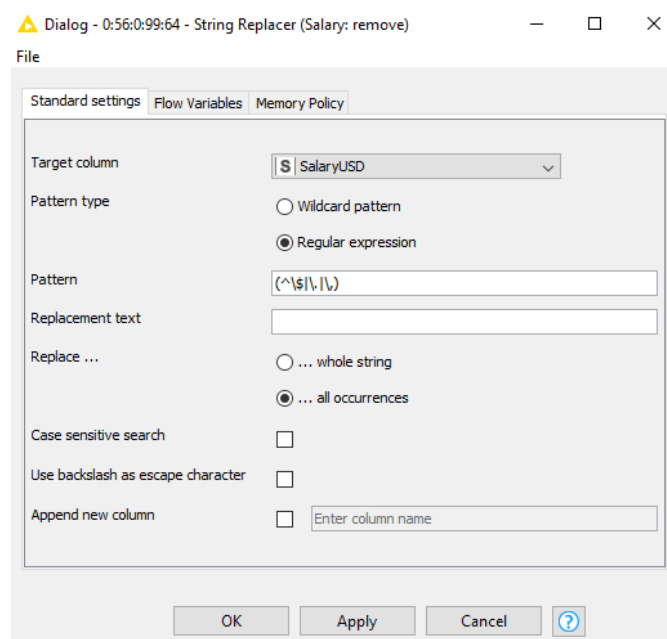 Dialog - 0:56:0:99:64 - String Replacer (Salary: remove)
File
Standard settings Flow Variables Memory Policy
Target column S SalaryUSD
Pattern type Wildcard pattern
Regular expression
Pattern (^\$|\.|\,)
Replacement text
Replace ... ... whole string
... all occurrences
Case sensitive search
Use backslash as escape character
Append new column Enter column name
OK Apply Cancel ?